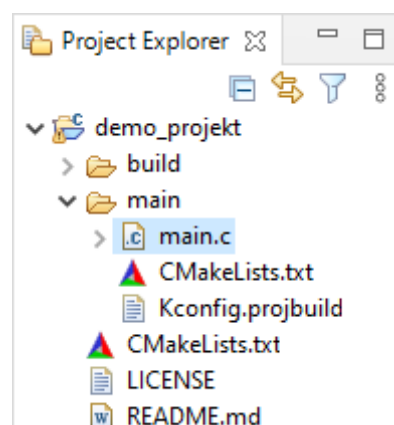 Project Explorer
demo_projekt
build
main
main.c
CMakeLists.txt
Kconfig.projbuild
CMakeLists.txt
LICENSE
README.md